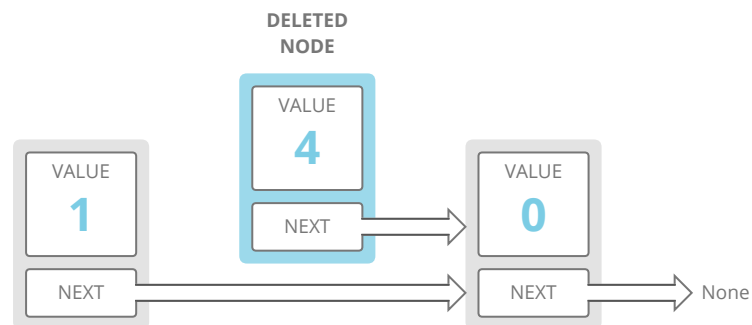 DELETED
NODE
VALUE
4
NEXT
VALUE
1
NEXT
VALUE
0
NEXT
None